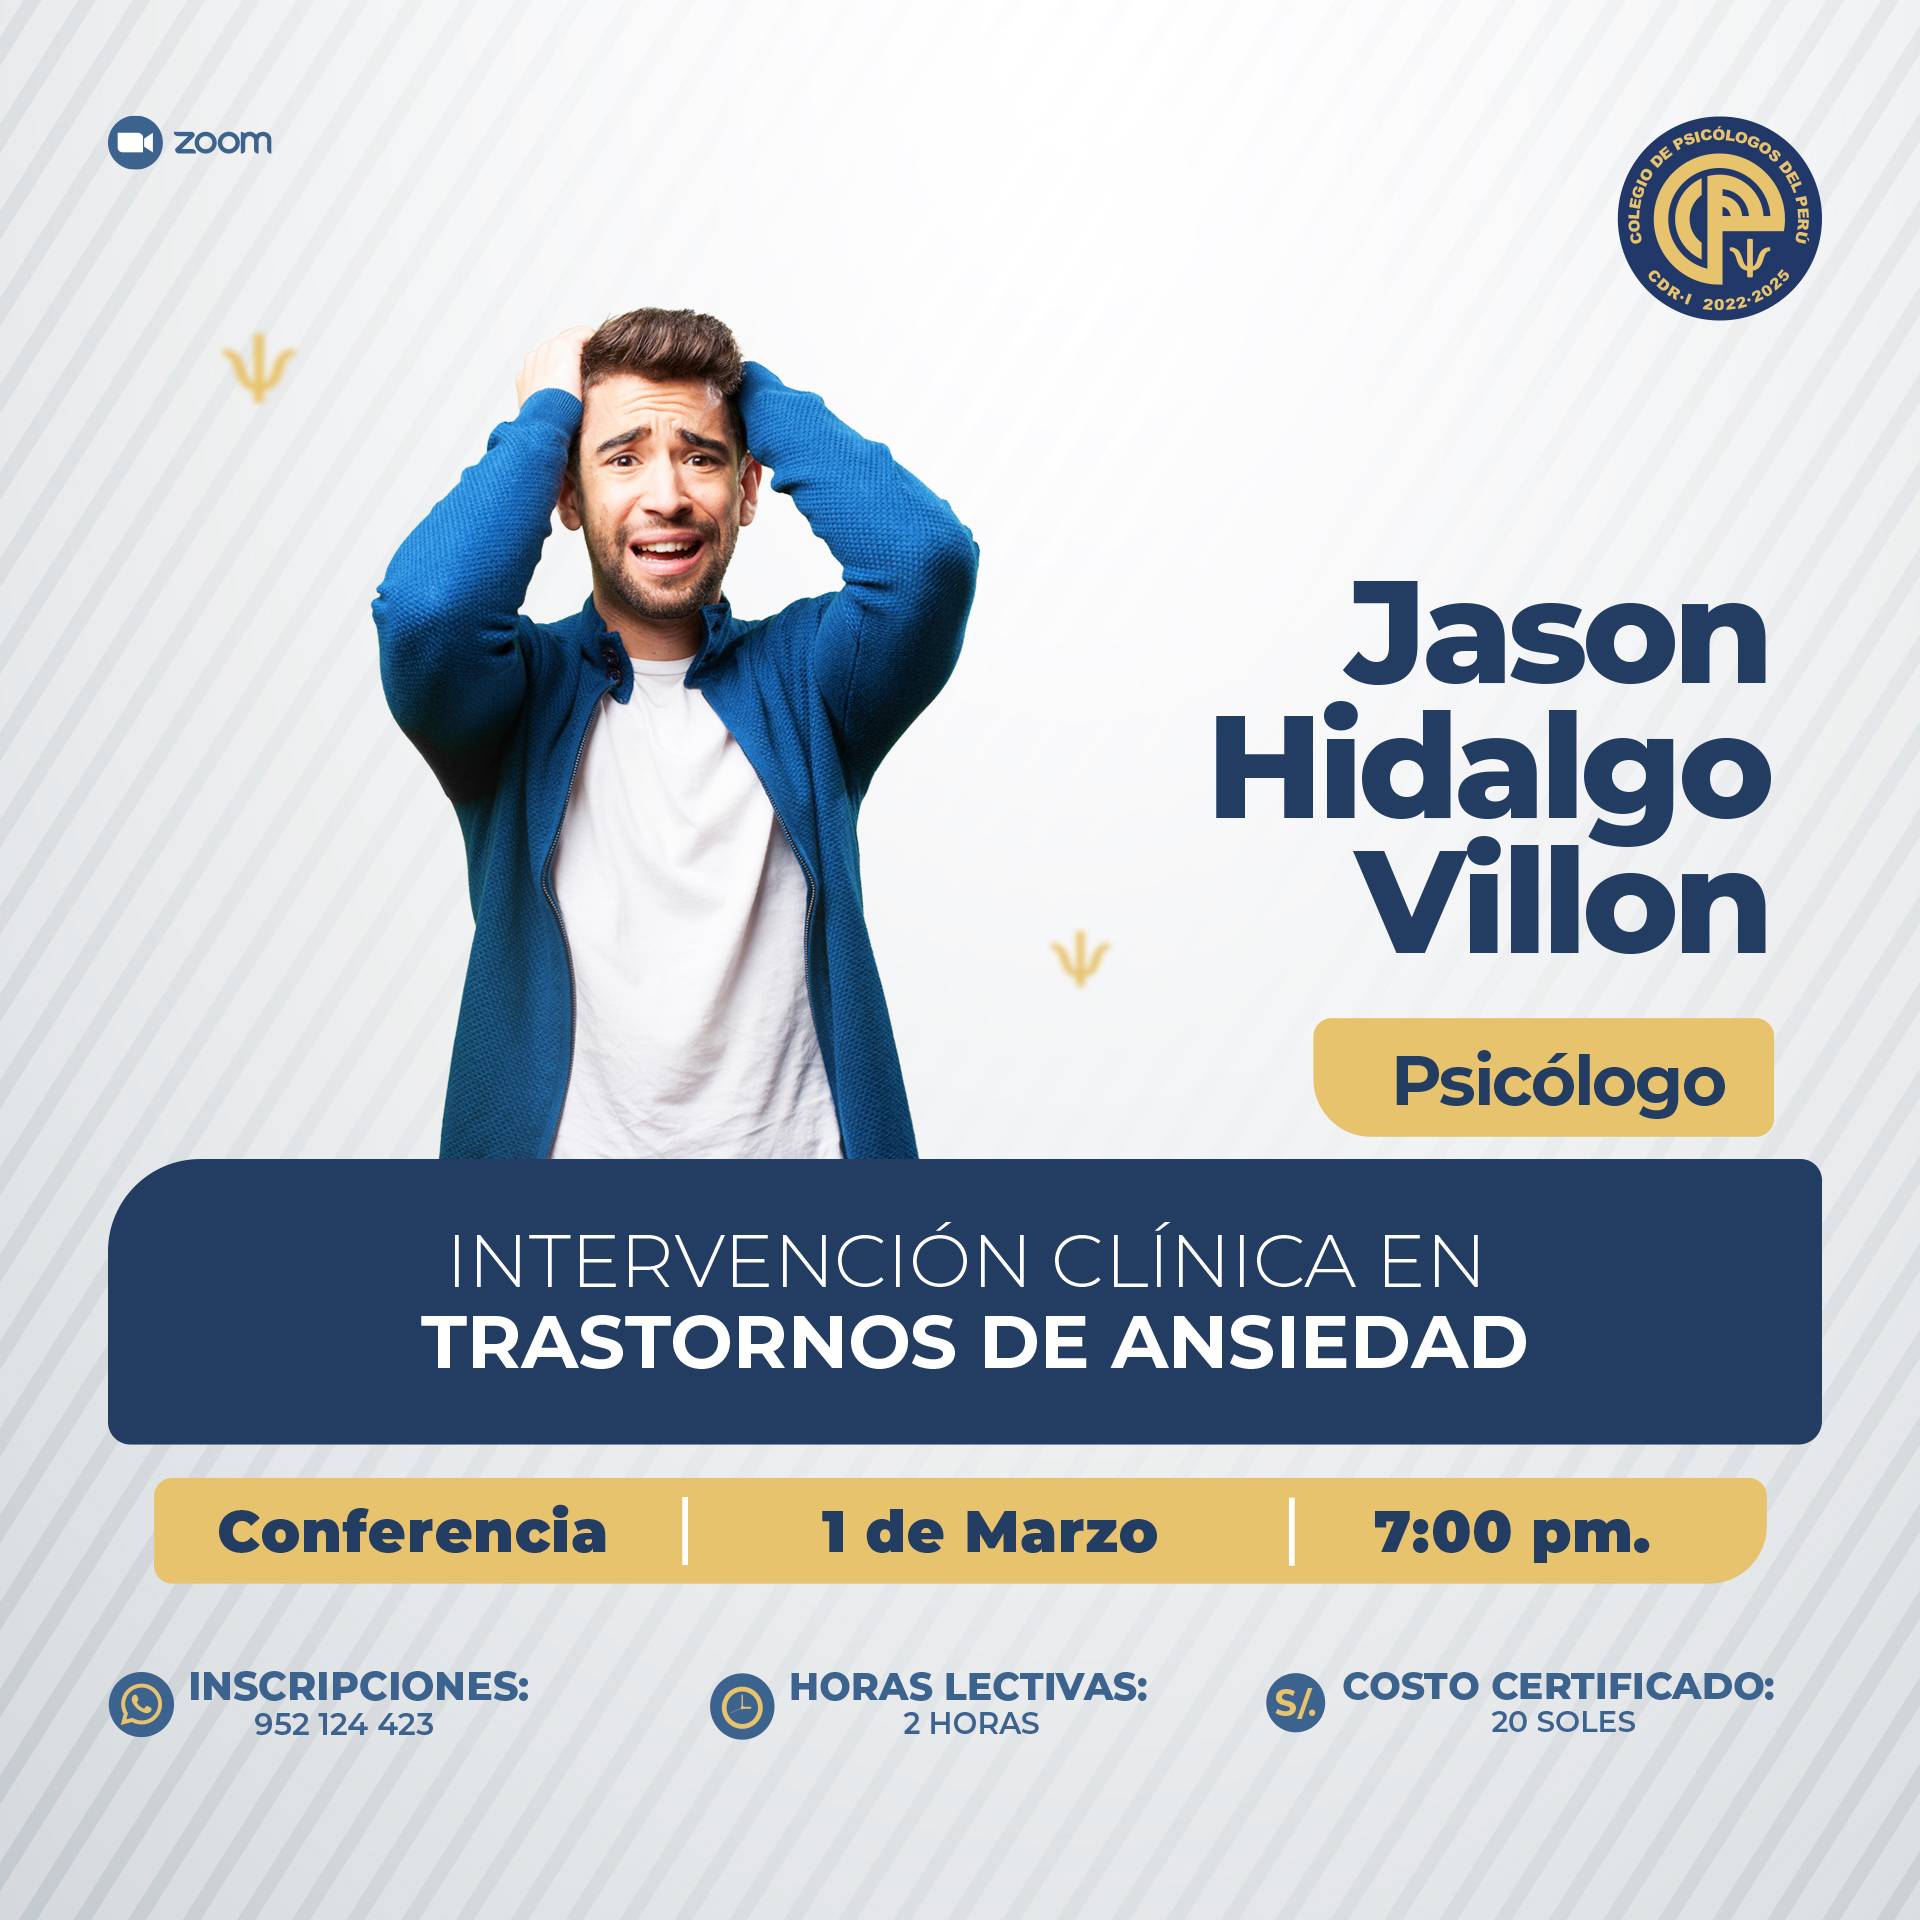 zoom
COLEGIO DE PSICÓLOGOS DEL PERÚ
CDR·I 2022·2025
Jason
Hidalgo
Villon
Psicólogo
INTERVENCIÓN CLÍNICA EN
TRASTORNOS DE ANSIEDAD
Conferencia | 1 de Marzo | 7:00 pm.
INSCRIPCIONES:
952 124 423
HORAS LECTIVAS:
2 HORAS
S/.
COSTO CERTIFICADO:
20 SOLES